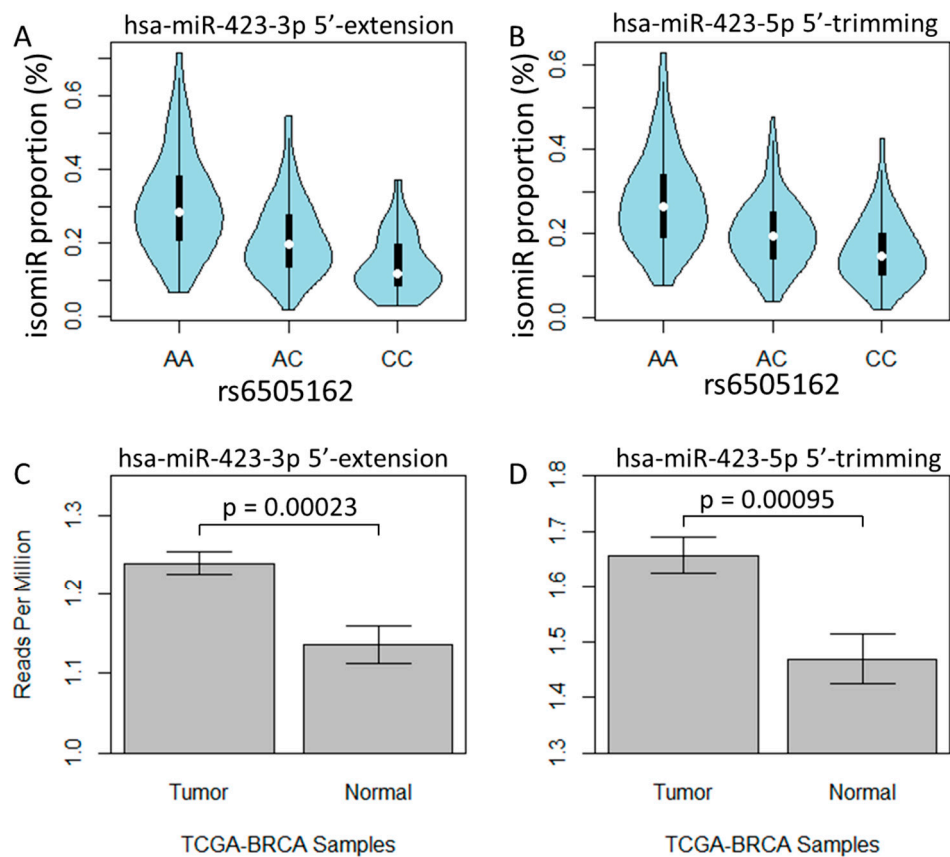 A
hsa-miR-423-3p 5’-extension
isomiR proportion (%)
0.0
0.2
0.4
0.6
AA
AC
CC
rs6505162
B
hsa-miR-423-5p 5’-trimming
isomiR proportion (%)
0.0
0.2
0.4
0.6
AA
AC
CC
rs6505162
C
hsa-miR-423-3p 5’-extension
p = 0.00023
Reads Per Million
1.0
1.1
1.2
1.3
Tumor
Normal
TCGA-BRCA Samples
D
hsa-miR-423-5p 5’-trimming
p = 0.00095
1.3
1.4
1.5
1.6
1.7
1.8
Tumor
Normal
TCGA-BRCA Samples